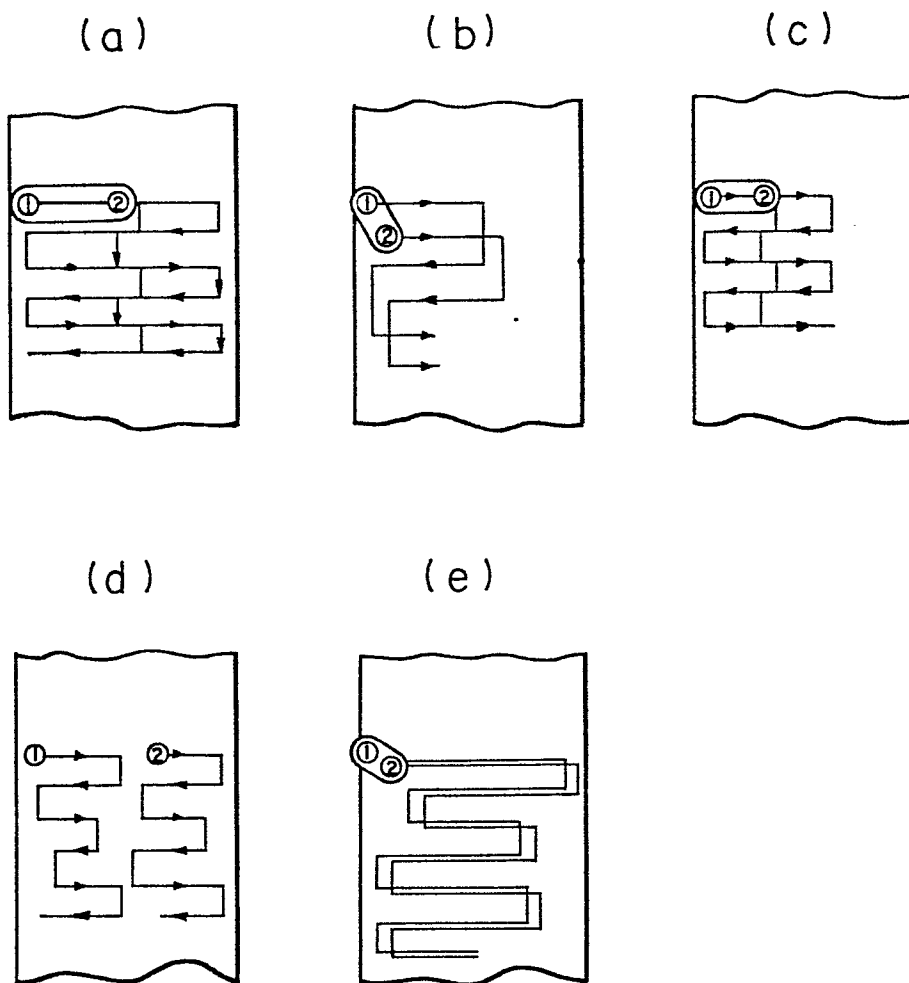 (a) (b) (c)
① ② ① ② ① ②
(d) (e)
① ② ① ②